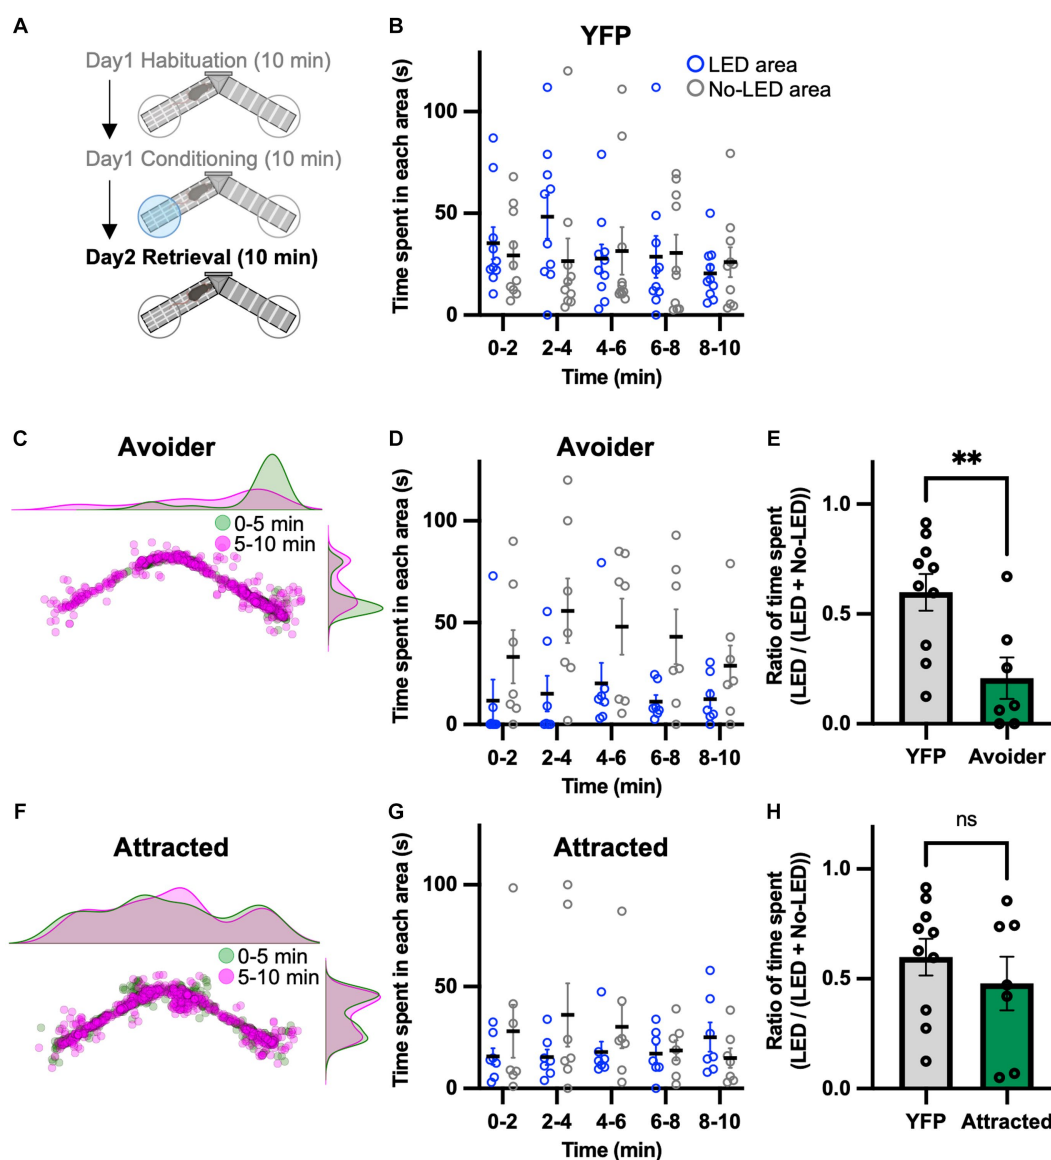 A
Day1 Habituation (10 min)
Day1 Conditioning (10 min)
Day2 Retrieval (10 min)
B
YFP
LED area
No-LED area
Time spent in each area (s)
100
50
0
0-2 2-4 4-6 6-8 8-10
Time (min)
C
Avoider
0-5 min
5-10 min
D
Avoider
Time spent in each area (s)
100
50
0
0-2 2-4 4-6 6-8 8-10
Time (min)
E
**
Ratio of time spent
(LED / (LED + No-LED))
1.0
0.5
0.0
YFP Avoider
F
Attracted
0-5 min
5-10 min
G
Attracted
Time spent in each area (s)
100
50
0
0-2 2-4 4-6 6-8 8-10
Time (min)
H
ns
Ratio of time spent
(LED / (LED + No-LED))
1.0
0.5
0.0
YFP Attracted